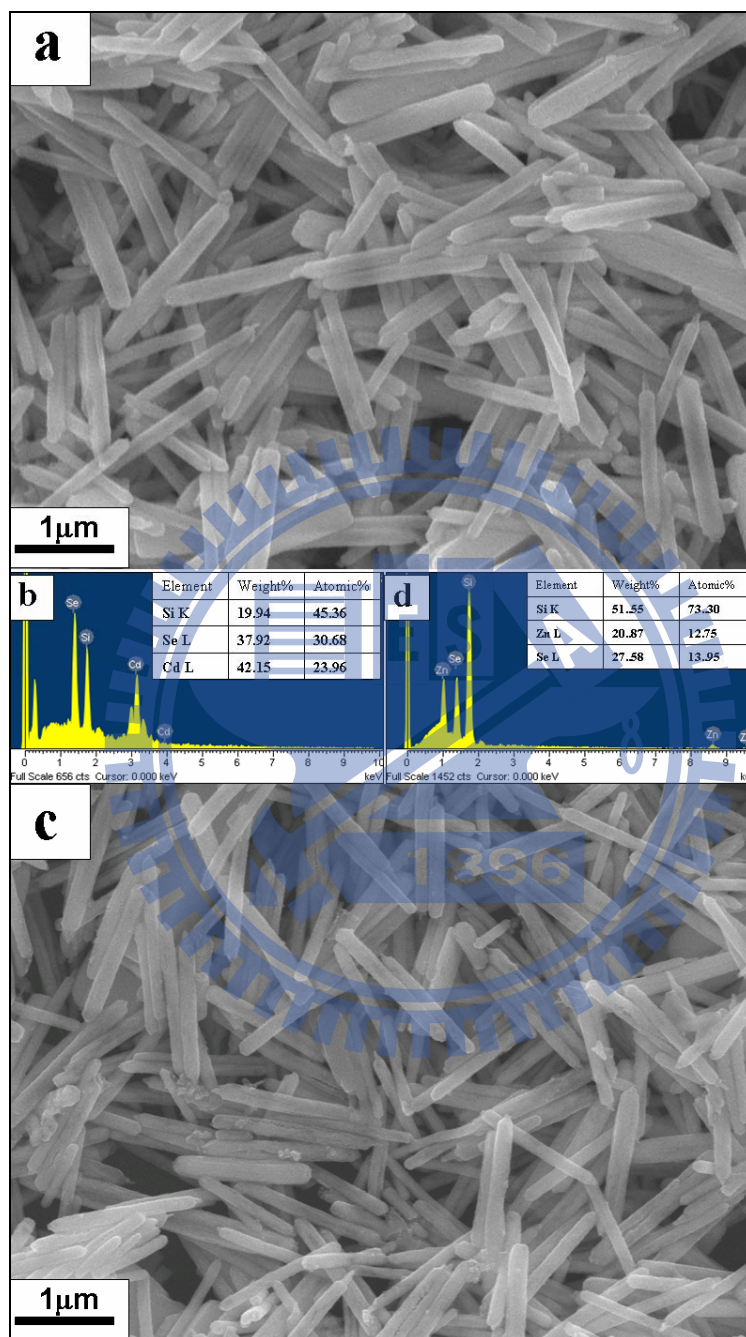 a
1μm
b
Element Weight% Atomic%
Si K 19.94 45.36
Se L 37.92 30.68
Cd L 42.15 23.96
Se
Si
Cd
Cd
0 1 2 3 4 5 6 7 8 9 10
Full Scale 656 cts Cursor: 0.000 keV keV
d
Element Weight% Atomic%
Si K 51.55 73.30
Zn L 20.87 12.75
Se L 27.58 13.95
Si
Se
Zn
Zn
0 1 2 3 4 5 6 7 8 9
Full Scale 1452 cts Cursor: 0.000 keV
E S A
1896
c
1μm